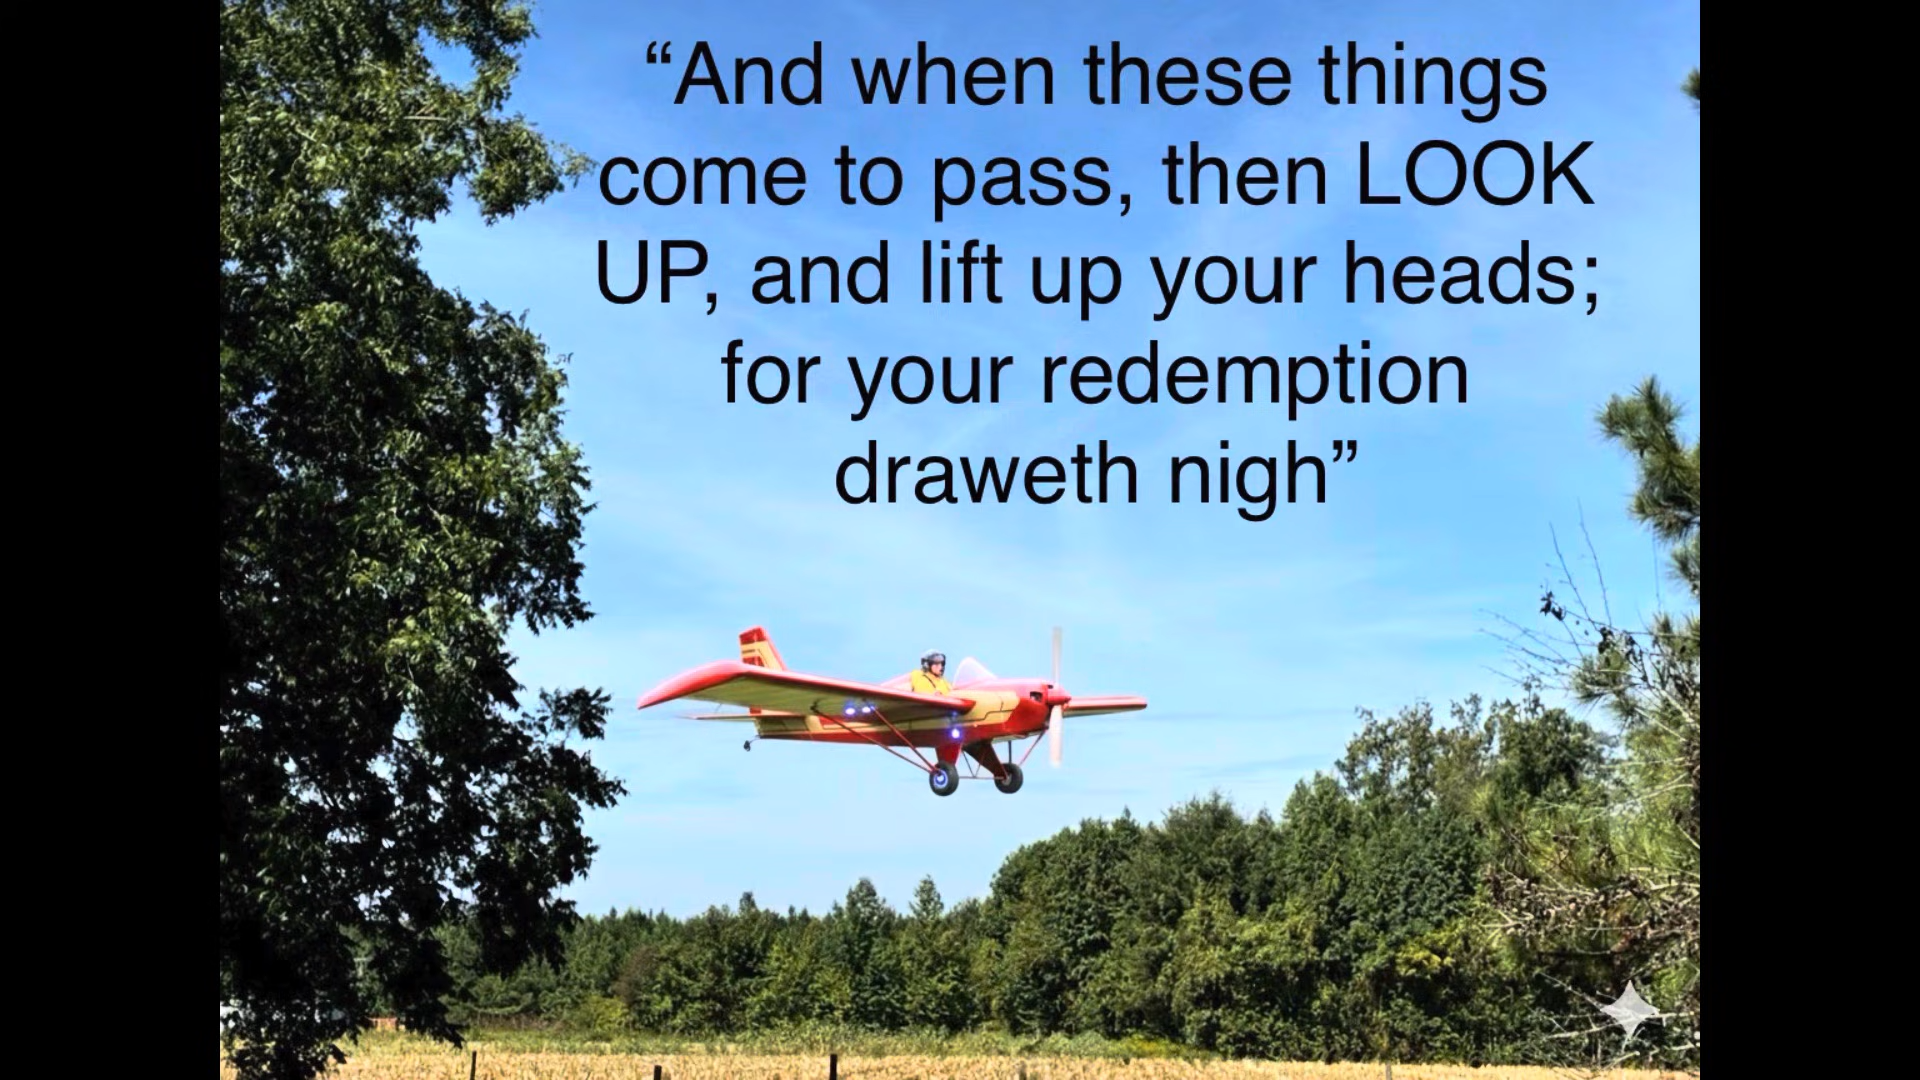 “And when these things
come to pass, then LOOK
UP, and lift up your heads;
for your redemption
draweth nigh”